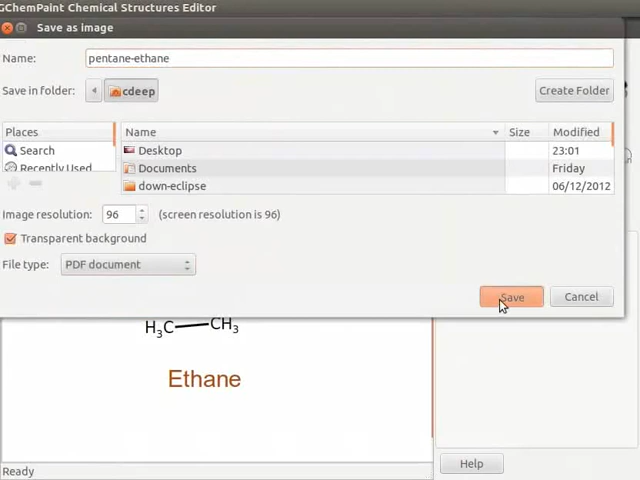 GChemPaint Chemical Structures Editor
Save as image
Name: pentane-ethane
Save in folder: cdeep Create Folder
Places Name Size Modified
Search Desktop 23:01
Recently Used Documents Friday
down-eclipse 06/12/2012
Image resolution: 96 (screen resolution is 96)
Transparent background
File type: PDF document
Save Cancel
H3C CH3
Ethane
Help
Ready